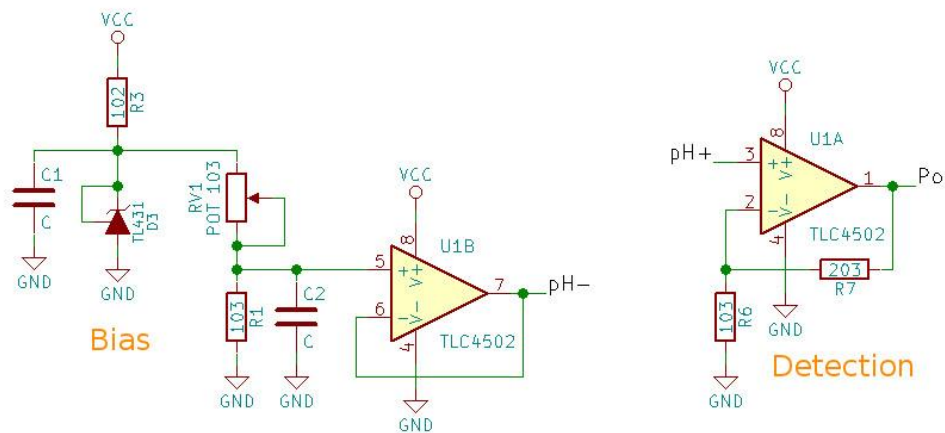 VCC
102
R3
C1
C
TL431
D3
GND
GND
RV1
POT 103
VCC
8
U1B
5
+
V+
7
pH-
6
-
V-
4
TLC4502
103
R1
C2
C
GND
GND
GND
Bias
VCC
8
U1A
pH+
3
+
V+
1
Po
2
-
V-
4
TLC4502
203
R7
103
R6
GND
GND
Detection